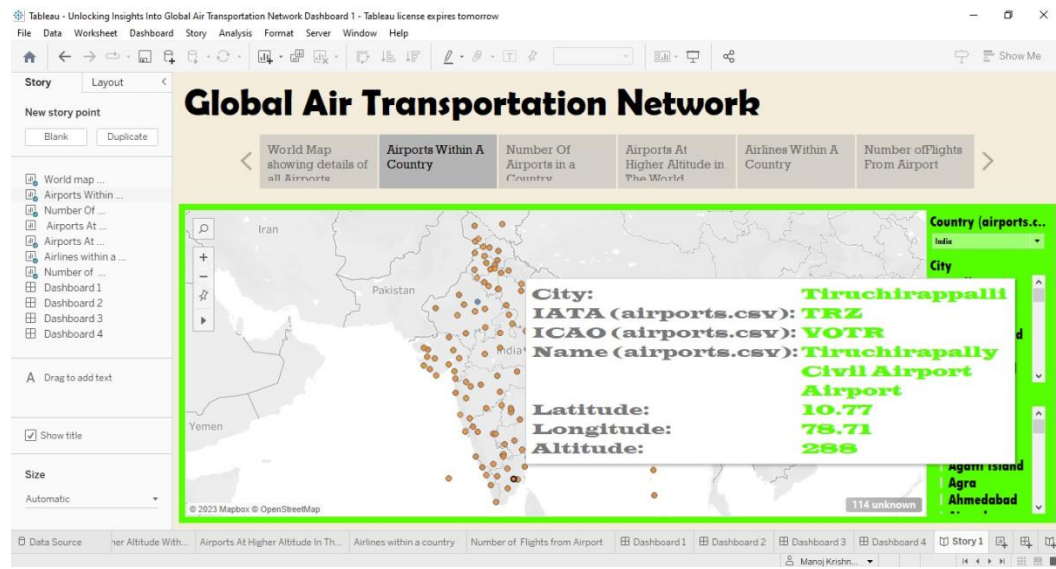 Tableau - Unlocking Insights Into Global Air Transportation Network Dashboard 1 - Tableau license expires tomorrow
File Data Worksheet Dashboard Story Analysis Format Server Window Help
Show Me
Story Layout
New story point
Blank Duplicate
World map ...
Airports Within ...
Number Of ...
Airports At ...
Airports At ...
Airlines within a ...
Number of ...
Dashboard 1
Dashboard 2
Dashboard 3
Dashboard 4
A Drag to add text
Show title
Size
Automatic
Global Air Transportation Network
World Map
showing details of
all Airports
Airports Within A
Country
Number Of
Airports in a
Country
Airports At
Higher Altitude in
The World
Airlines Within A
Country
Number ofFlights
From Airport
Iran
Pakistan
India
Yemen
© 2023 Mapbox © OpenStreetMap
114 unknown
Country (airports.c..
India
City
City: Tiruchirappalli
IATA (airports.csv): TRZ
ICAO (airports.csv): VOTR
Name (airports.csv): Tiruchirapally
Civil Airport
Airport
Latitude: 10.77
Longitude: 78.71
Altitude: 288
Agatti Island
Agra
Ahmedabad
Data Source her Altitude With... Airports At Higher Altitude In Th... Airlines within a country Number of Flights from Airport Dashboard 1 Dashboard 2 Dashboard 3 Dashboard 4 Story 1
Manoj Krishn...